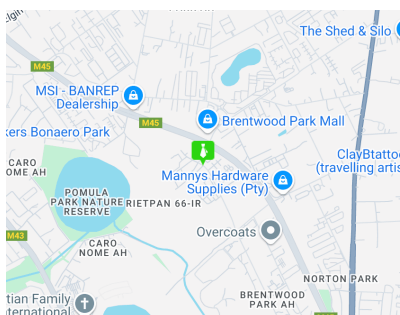 The Shed & Silo
M45
MSI - BANREP
Dealership
M45
Brentwood Park Mall
kers Bonaero Park
ClayBtattoo
(travelling artis
CARO
NOME AH
Mannys Hardware
Supplies (Pty)
POMULA
PARK NATURE
RESERVE
RIETPAN 66-IR
M43
CARO
NOME AH
Overcoats
NORTON PARK
tian Family
nternational
BRENTWOOD
PARK AH